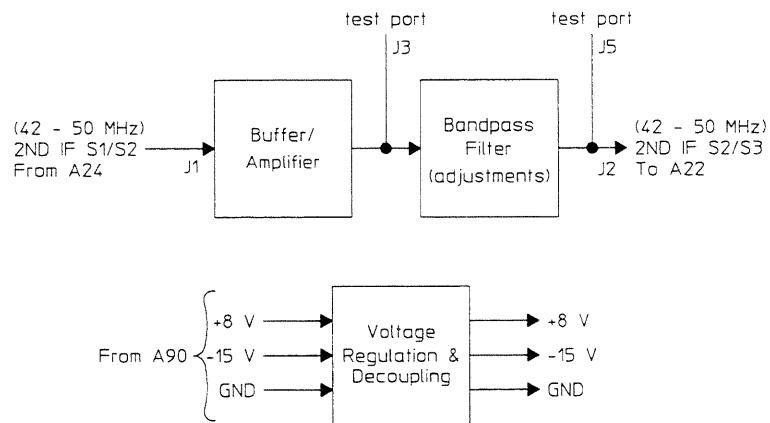 test port
J3
test port
J5
(42 - 50 MHz)
2ND IF S1/S2
From A24
J1
Buffer/
Amplifier
Bandpass
Filter
(adjustments)
(42 - 50 MHz)
2ND IF S2/S3
To A22
J2
From A90
+8 V
-15 V
GND
Voltage
Regulation &
Decoupling
+8 V
-15 V
GND